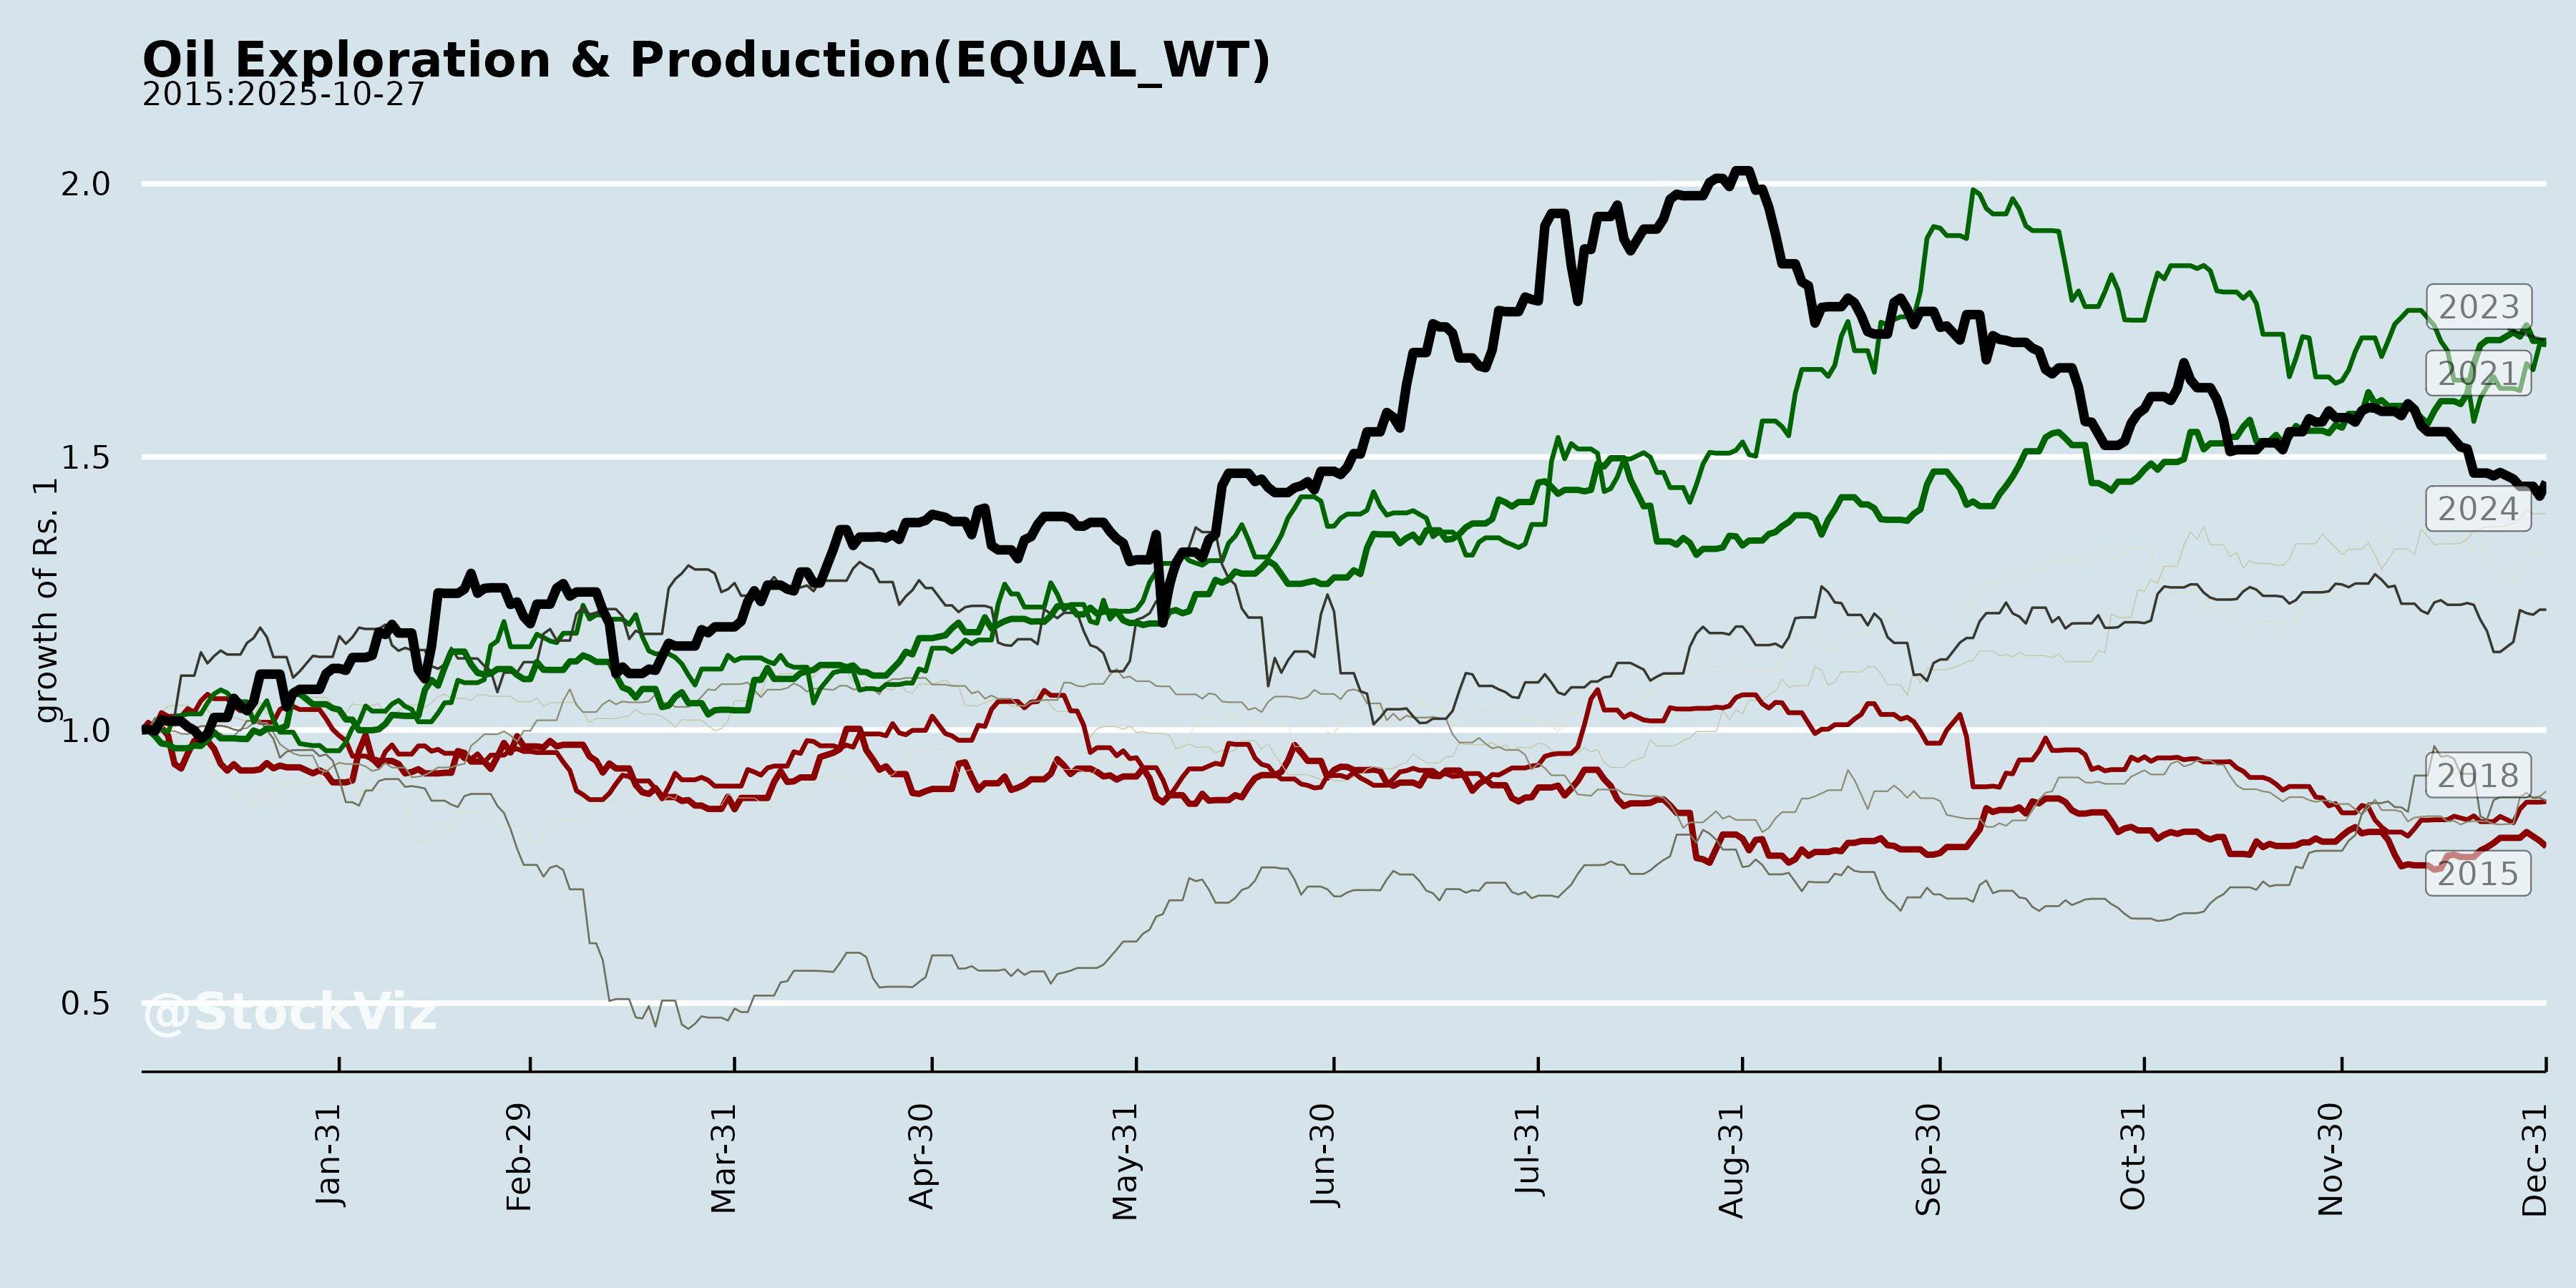 Oil Exploration & Production(EQUAL_WT)
2015:2025-10-27
2.0
1.5
1.0
0.5
growth of Rs. 1
2023
2021
2024
2018
2015
@StockViz
Jan-31
Feb-29
Mar-31
Apr-30
May-31
Jun-30
Jul-31
Aug-31
Sep-30
Oct-31
Nov-30
Dec-31